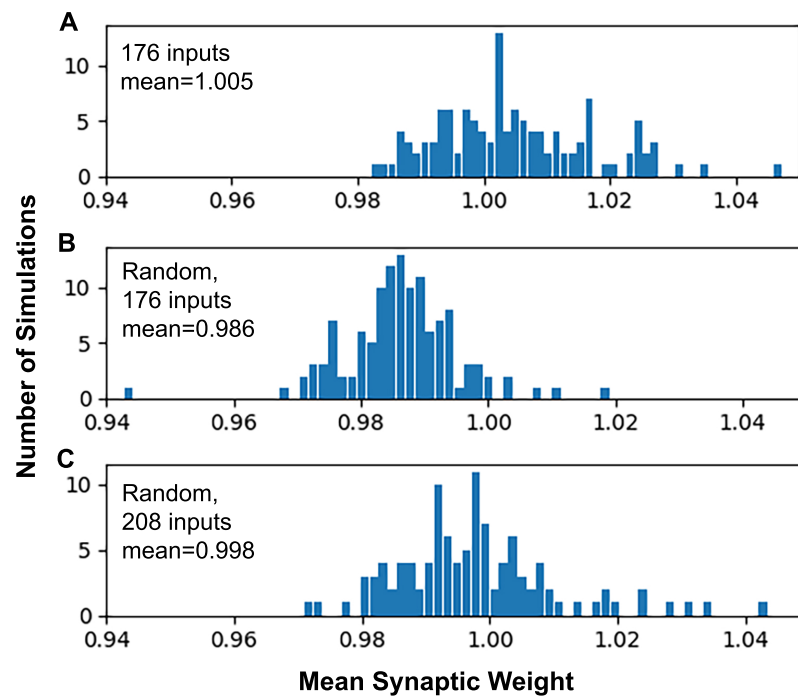 A
176 inputs
mean=1.005
10
5
0
0.94 0.96 0.98 1.00 1.02 1.04
B
Random,
176 inputs
mean=0.986
10
5
0
0.94 0.96 0.98 1.00 1.02 1.04
C
Random,
208 inputs
mean=0.998
10
5
0
0.94 0.96 0.98 1.00 1.02 1.04
Number of Simulations
Mean Synaptic Weight